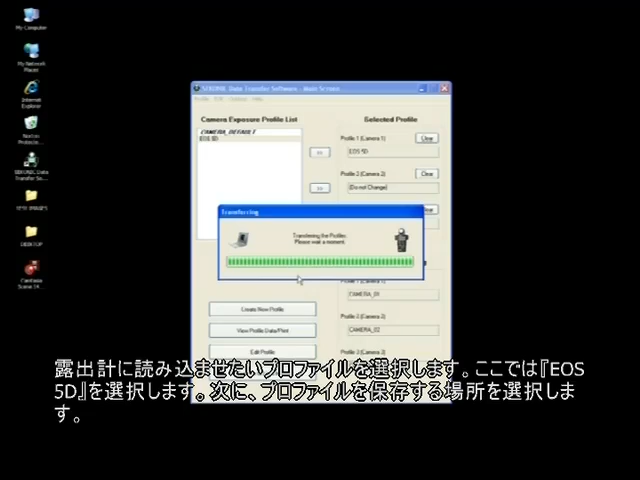 My Computer
My Network
Places
Internet
Explorer
Norton
SEKONIC Data
TEST IMAGES
DESKTOP
Camtasia
SEKONIC Data Transfer Software - Main Screen
Camera Exposure Profile List
Selected Profile
CAMERA_DEFAULT
EOS 5D
Profile 1 (Camera 1)
Clear
EOS 5D
Profile 2 (Camera 2)
Clear
(Do not Change)
Clear
Transferring
Transferring the Profiles.
Please wait a moment.
CAMERA_01
Create New Profile
Profile 2 (Camera 2)
View Profile Data/Print
CAMERA_02
Edit Profile
Profile 3 (Camera 3)
露出計に読み込ませたいプロファイルを選択します。ここでは『EOS
5D』を選択します。次に、プロファイルを保存する場所を選択しま
す。